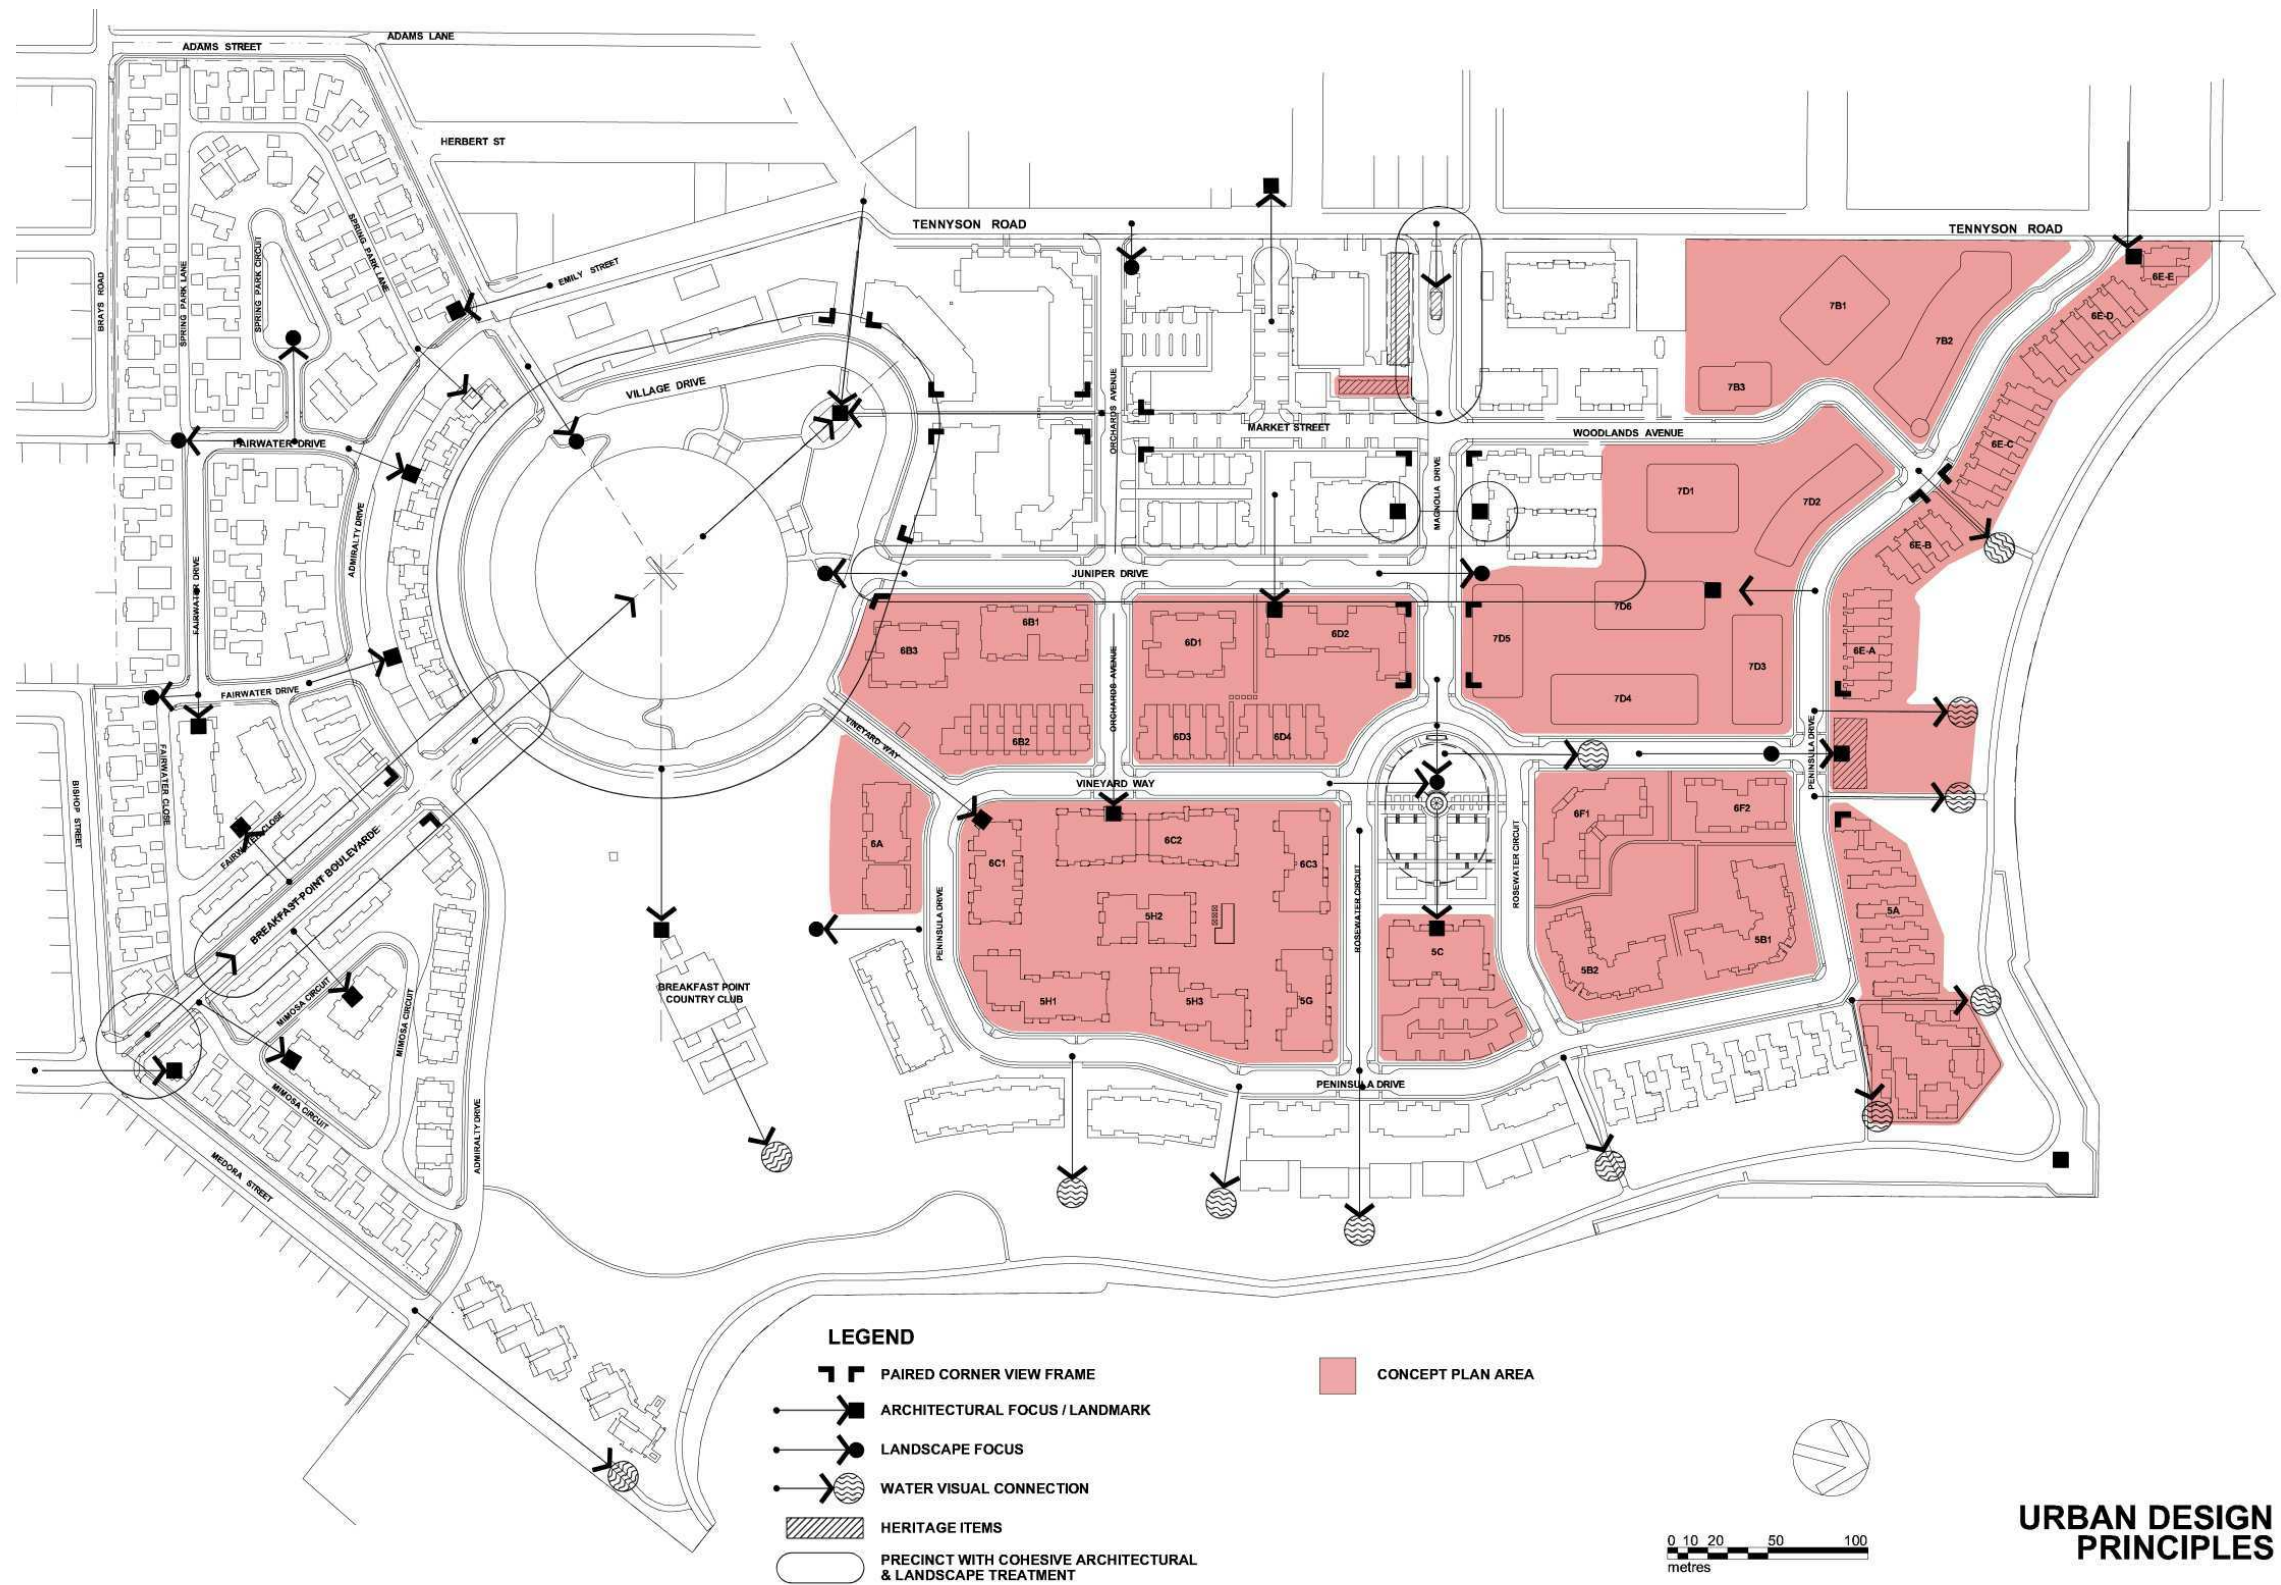 ADAMS LANE
ADAMS STREET
HERBERT ST
TENNYSON ROAD
TENNYSON ROAD
SPRING PARK LANE
SPRING PARK CIRCUIT
SPRING PARK LANE
BRAYS ROAD
EMILY STREET
6E-E
6E-D
7B1
7B2
7B3
VILLAGE DRIVE
ORCHARDS AVENUE
MARKET STREET
WOODLANDS AVENUE
FAIRWATER DRIVE
6E-C
MAGNOLIA DRIVE
7D1
7D2
ADMIRALTY DRIVE
6E-B
JUNIPER DRIVE
FAIRWATER DRIVE
7D6
6B1
6D1
6D2
7D5
6B3
6E-A
7D3
ORCHARDS AVENUE
FAIRWATER DRIVE
7D4
VINEYARD WAY
6B2
6D3
6D4
PENINSULA DRIVE
FAIRWATER CLOSE
VINEYARD WAY
BISHOP STREET
6F1
6F2
FAIRWATER CLOSE
BREAKFAST POINT BOULEVARDE
6A
6C1
6C2
6C3
ROSEWATER CIRCUIT
ROSEWATER CIRCUIT
PENINSULA DRIVE
5H2
5A
5C
5B1
5B2
BREAKFAST POINT
COUNTRY CLUB
MIMOSA CIRCUIT
MIMOSA CIRCUIT
5H1
5H3
5G
MIMOSA CIRCUIT
PENINSULA DRIVE
ADMIRALTY DRIVE
MEDORA STREET
LEGEND
PAIRED CORNER VIEW FRAME
CONCEPT PLAN AREA
ARCHITECTURAL FOCUS / LANDMARK
LANDSCAPE FOCUS
WATER VISUAL CONNECTION
HERITAGE ITEMS
PRECINCT WITH COHESIVE ARCHITECTURAL
& LANDSCAPE TREATMENT
0 10 20 50 100
metres
URBAN DESIGN
PRINCIPLES